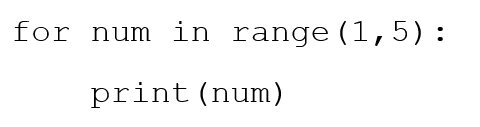 for num in range(1,5):
    print(num)